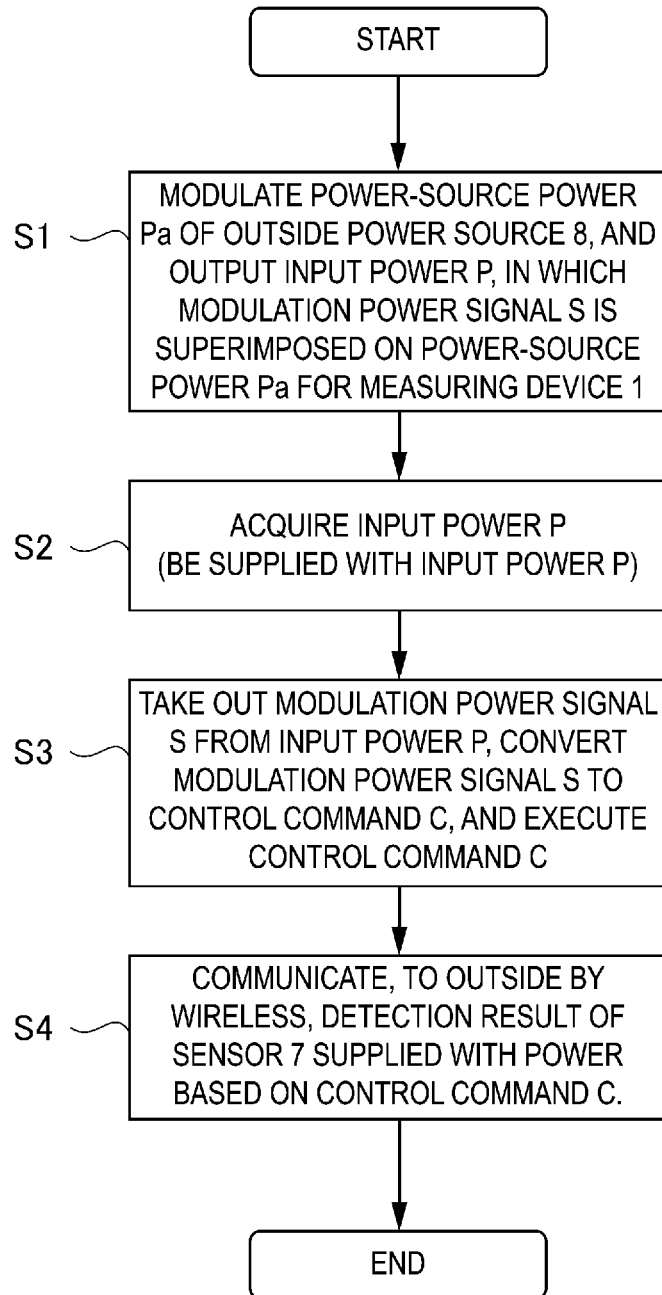 START
S1
MODULATE POWER-SOURCE POWER
Pa OF OUTSIDE POWER SOURCE 8, AND
OUTPUT INPUT POWER P, IN WHICH
MODULATION POWER SIGNAL S IS
SUPERIMPOSED ON POWER-SOURCE
POWER Pa FOR MEASURING DEVICE 1
S2
ACQUIRE INPUT POWER P
(BE SUPPLIED WITH INPUT POWER P)
S3
TAKE OUT MODULATION POWER SIGNAL
S FROM INPUT POWER P, CONVERT
MODULATION POWER SIGNAL S TO
CONTROL COMMAND C, AND EXECUTE
CONTROL COMMAND C
S4
COMMUNICATE, TO OUTSIDE BY
WIRELESS, DETECTION RESULT OF
SENSOR 7 SUPPLIED WITH POWER
BASED ON CONTROL COMMAND C.
END